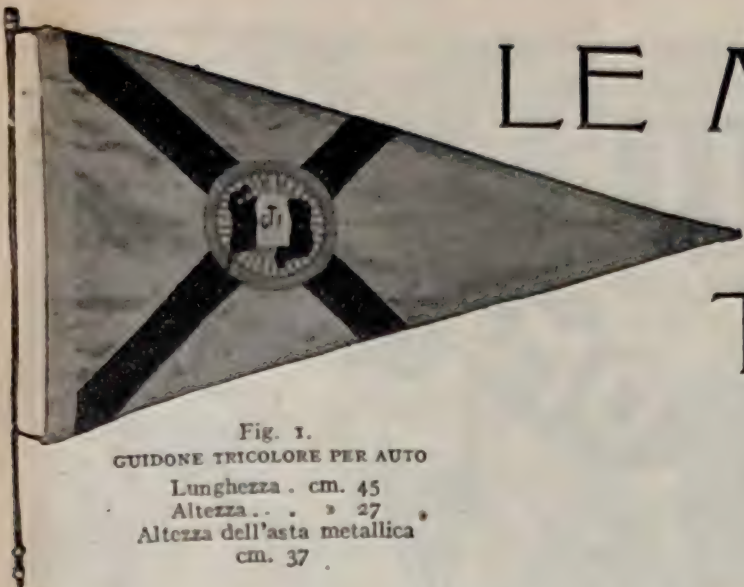 LE
Fig. 1.
GUIDONE TRICOLORE PER AUTO
Lunghezza . cm. 45
Altezza . . . » 27
Altezza dell'asta metallica
cm. 37